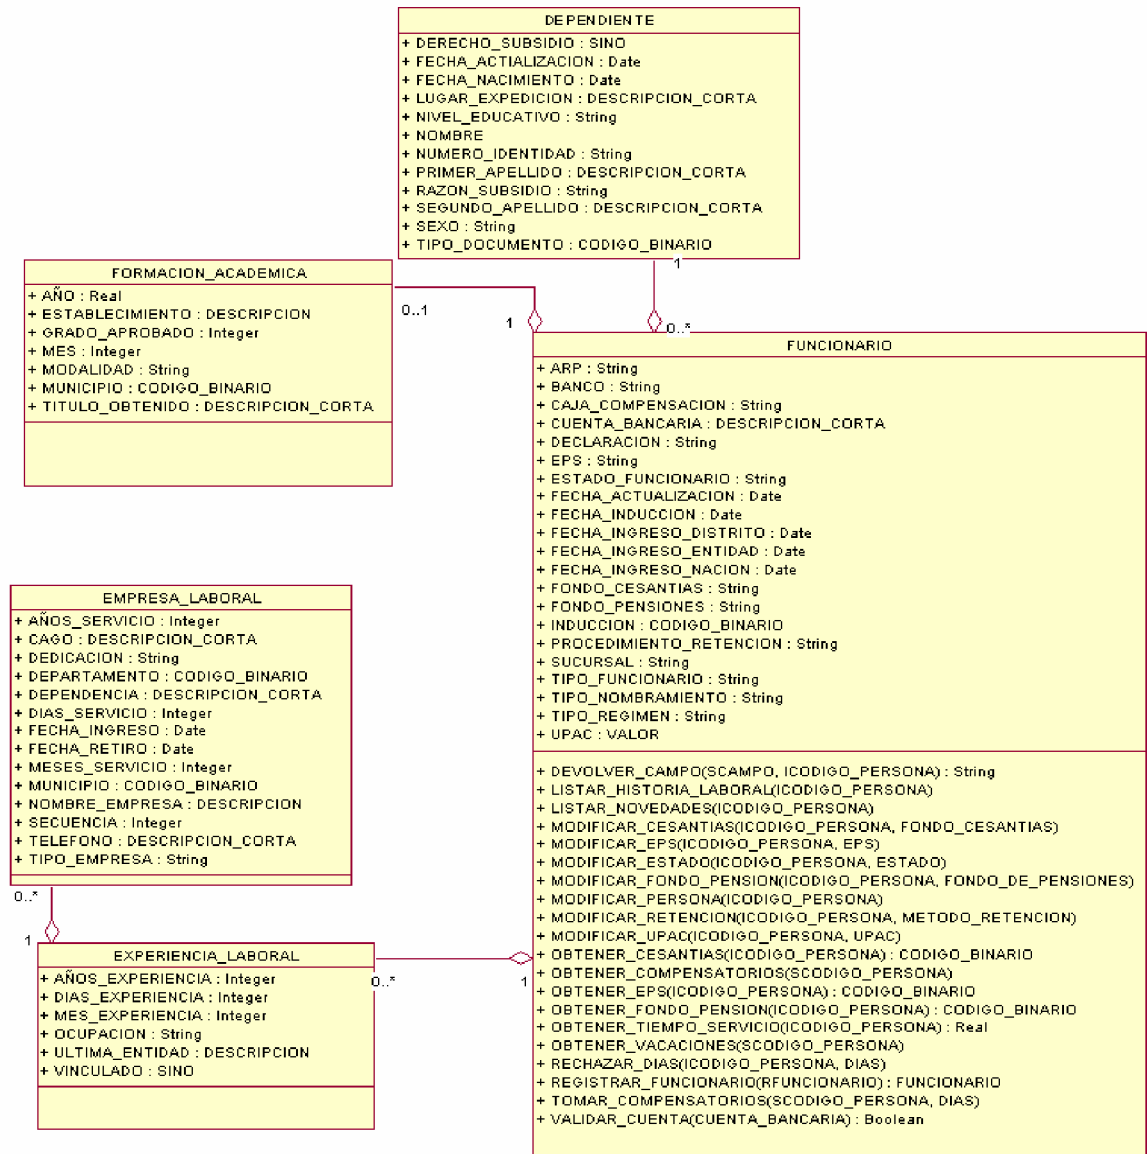 DEPENDIENTE
+ DERECHO_SUBSIDIO : SINO
+ FECHA_ACTIALIZACION : Date
+ FECHA_NACIMIENTO : Date
+ LUGAR_EXPEDICION : DESCRIPCION_CORTA
+ NIVEL_EDUCATIVO : String
+ NOMBRE
+ NUMERO_IDENTIDAD : String
+ PRIMER_APELLIDO : DESCRIPCION_CORTA
+ RAZON_SUBSIDIO : String
+ SEGUNDO_APELLIDO : DESCRIPCION_CORTA
+ SEXO : String
+ TIPO_DOCUMENTO : CODIGO_BINARIO
1
0..*
FORMACION_ACADEMICA
+ AÑO : Real
+ ESTABLECIMIENTO : DESCRIPCION
+ GRADO_APROBADO : Integer
+ MES : Integer
+ MODALIDAD : String
+ MUNICIPIO : CODIGO_BINARIO
+ TITULO_OBTENIDO : DESCRIPCION_CORTA
0..1
1
FUNCIONARIO
+ ARP : String
+ BANCO : String
+ CAJA_COMPENSACION : String
+ CUENTA_BANCARIA : DESCRIPCION_CORTA
+ DECLARACION : String
+ EPS : String
+ ESTADO_FUNCIONARIO : String
+ FECHA_ACTUALIZACION : Date
+ FECHA_INDUCCION : Date
+ FECHA_INGRESO_DISTRITO : Date
+ FECHA_INGRESO_ENTIDAD : Date
+ FECHA_INGRESO_NACION : Date
+ FONDO_CESANTIAS : String
+ FONDO_PENSIONES : String
+ INDUCCION : CODIGO_BINARIO
+ PROCEDIMIENTO_RETENCION : String
+ SUCURSAL : String
+ TIPO_FUNCIONARIO : String
+ TIPO_NOMBRAMIENTO : String
+ TIPO_REGIMEN : String
+ UPAC : VALOR
+ DEVOLVER_CAMPO(SCAMPO, ICODIGO_PERSONA) : String
+ LISTAR_HISTORIA_LABORAL(ICODIGO_PERSONA)
+ LISTAR_NOVEDADES(ICODIGO_PERSONA)
+ MODIFICAR_CESANTIAS(ICODIGO_PERSONA, FONDO_CESANTIAS)
+ MODIFICAR_EPS(ICODIGO_PERSONA, EPS)
+ MODIFICAR_ESTADO(ICODIGO_PERSONA, ESTADO)
+ MODIFICAR_FONDO_PENSION(ICODIGO_PERSONA, FONDO_DE_PENSIONES)
+ MODIFICAR_PERSONA(ICODIGO_PERSONA)
+ MODIFICAR_RETENCION(ICODIGO_PERSONA, METODO_RETENCION)
+ MODIFICAR_UPAC(ICODIGO_PERSONA, UPAC)
+ OBTENER_CESANTIAS(ICODIGO_PERSONA) : CODIGO_BINARIO
+ OBTENER_COMPENSATORIOS(SCODIGO_PERSONA)
+ OBTENER_EPS(ICODIGO_PERSONA) : CODIGO_BINARIO
+ OBTENER_FONDO_PENSION(ICODIGO_PERSONA) : CODIGO_BINARIO
+ OBTENER_TIEMPO_SERVICIO(ICODIGO_PERSONA) : Real
+ OBTENER_VACACIONES(SCODIGO_PERSONA)
+ RECHAZAR_DIAS(ICODIGO_PERSONA, DIAS)
+ REGISTRAR_FUNCIONARIO(RFUNCIONARIO) : FUNCIONARIO
+ TOMAR_COMPENSATORIOS(SCODIGO_PERSONA, DIAS)
+ VALIDAR_CUENTA(CUENTA_BANCARIA) : Boolean
EMPRESA_LABORAL
+ AÑOS_SERVICIO : Integer
+ CAGO : DESCRIPCION_CORTA
+ DEDICACION : String
+ DEPARTAMENTO : CODIGO_BINARIO
+ DEPENDENCIA : DESCRIPCION_CORTA
+ DIAS_SERVICIO : Integer
+ FECHA_INGRESO : Date
+ FECHA_RETIRO : Date
+ MESES_SERVICIO : Integer
+ MUNICIPIO : CODIGO_BINARIO
+ NOMBRE_EMPRESA : DESCRIPCION
+ SECUENCIA : Integer
+ TELEFONO : DESCRIPCION_CORTA
+ TIPO_EMPRESA : String
0..*
1
EXPERIENCIA_LABORAL
+ AÑOS_EXPERIENCIA : Integer
+ DIAS_EXPERIENCIA : Integer
+ MES_EXPERIENCIA : Integer
+ OCUPACION : String
+ ULTIMA_ENTIDAD : DESCRIPCION
+ VINCULADO : SINO
0..*
1